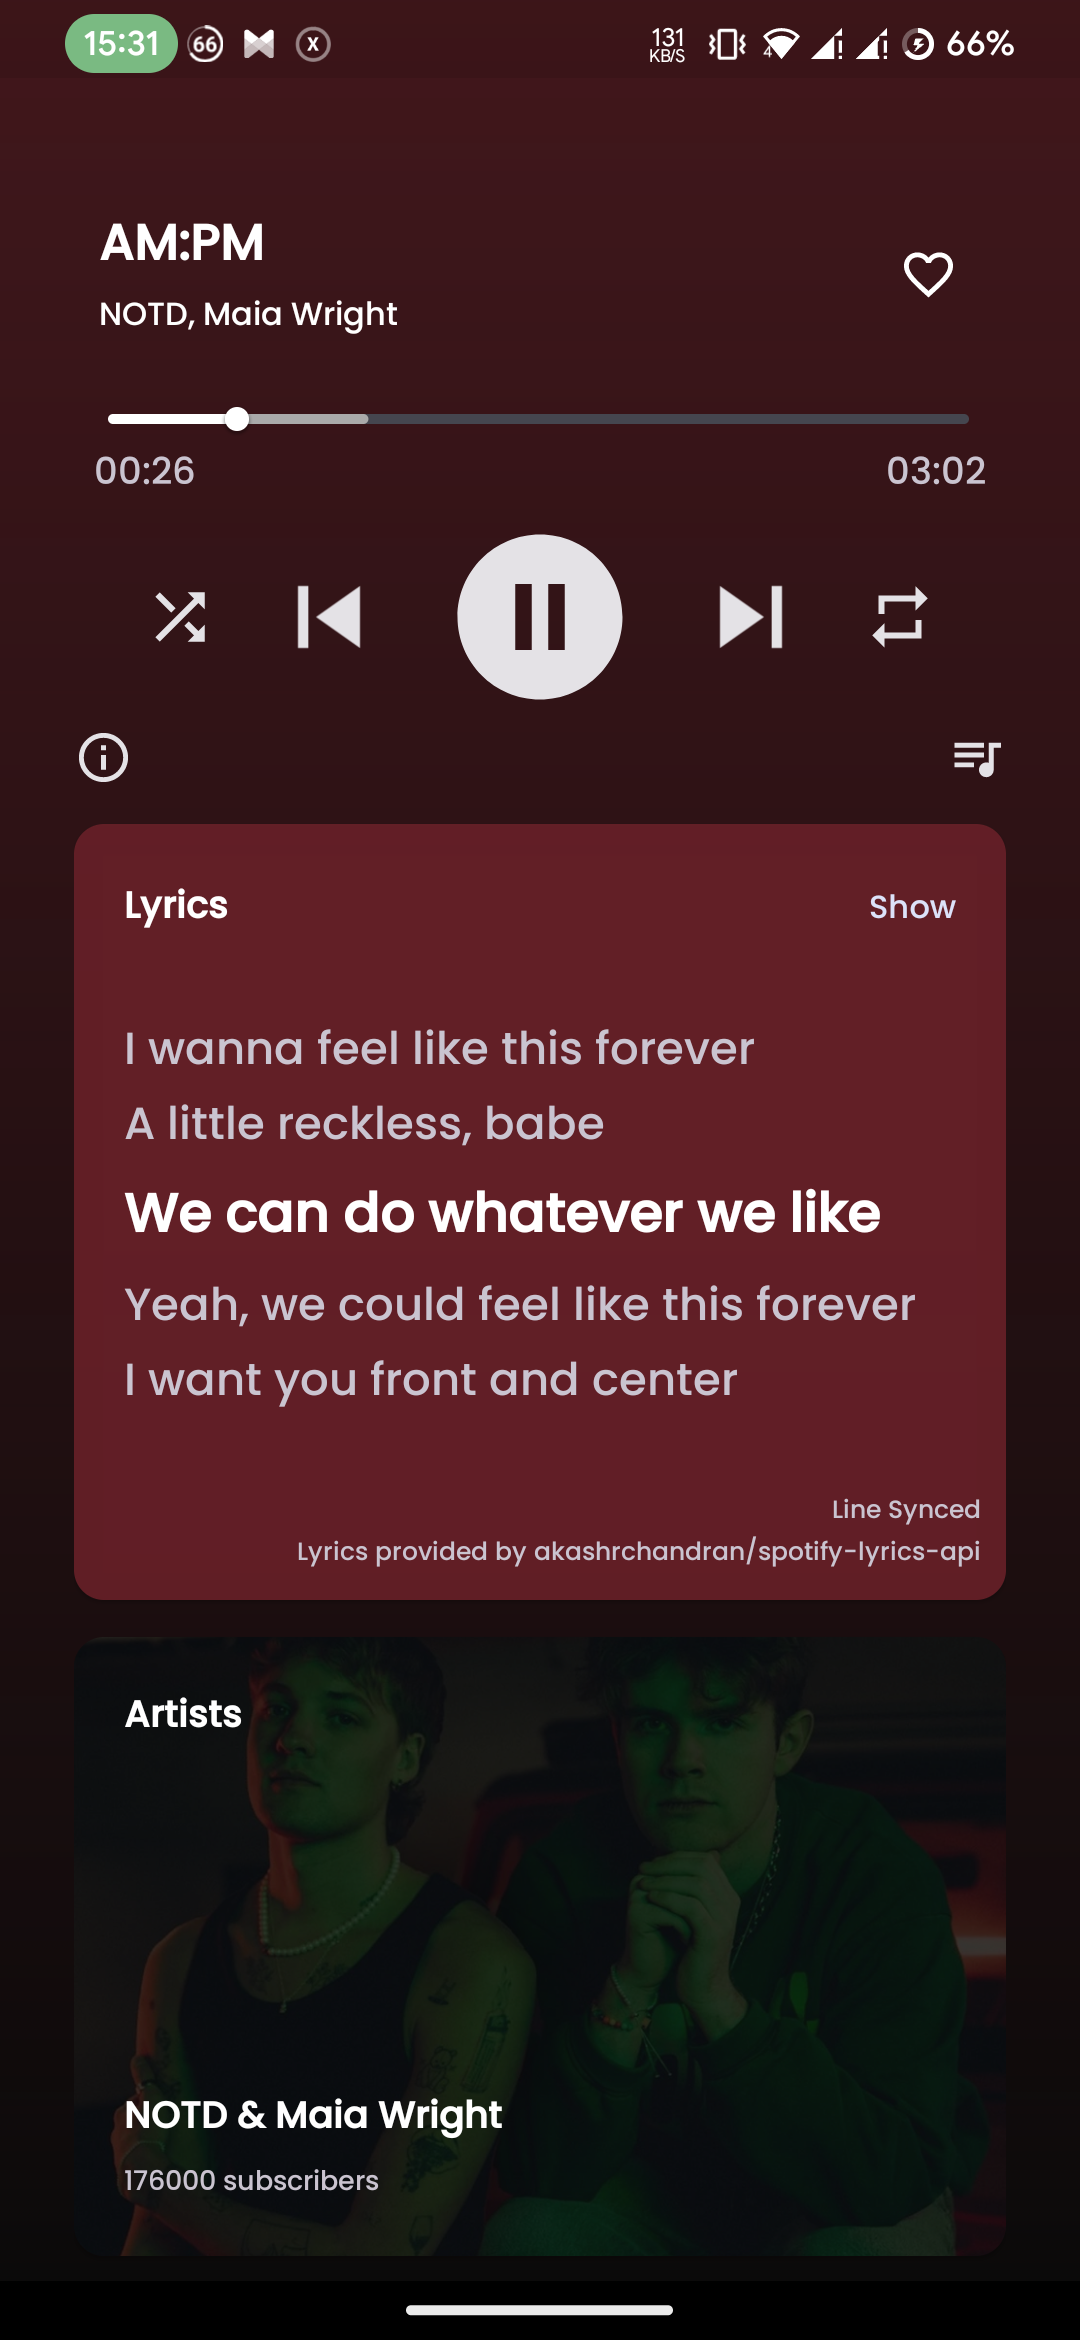 15:31 66 X 131 KB/S 4 66%
AM:PM
NOTD, Maia Wright
00:26 03:02
Lyrics Show
I wanna feel like this forever
A little reckless, babe
We can do whatever we like
Yeah, we could feel like this forever
I want you front and center
Line Synced
Lyrics provided by akashrchandran/spotify-lyrics-api
Artists
NOTD & Maia Wright
176000 subscribers